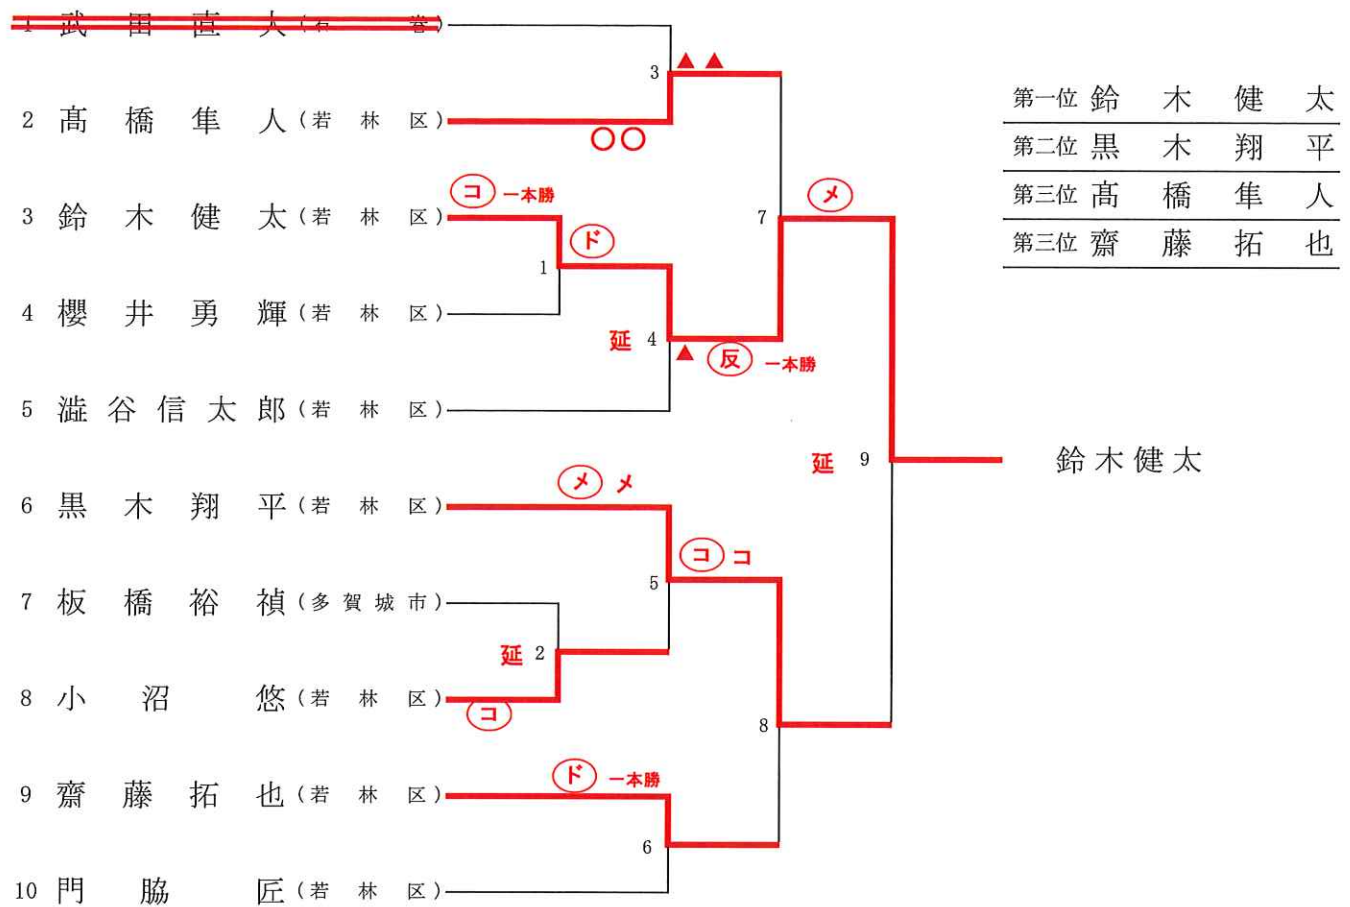 1 武田直人(石巻)
3 ▲▲
2 髙橋隼人(若林区)
〇〇
コ 一本勝
3 鈴木健太(若林区)
ド
1
7 メ
4 櫻井勇輝(若林区)
延 4
▲ 反 一本勝
5 澁谷信太郎(若林区)
第一位 鈴木健太
第二位 黒木翔平
第三位 髙橋隼人
第三位 齋藤拓也
延 9 鈴木健太
メ メ
6 黒木翔平(若林区)
コ コ
5
7 板橋裕禎(多賀城市)
延 2
8 小沼悠(若林区)
コ
8
ド 一本勝
9 齋藤拓也(若林区)
6
10 門脇匠(若林区)